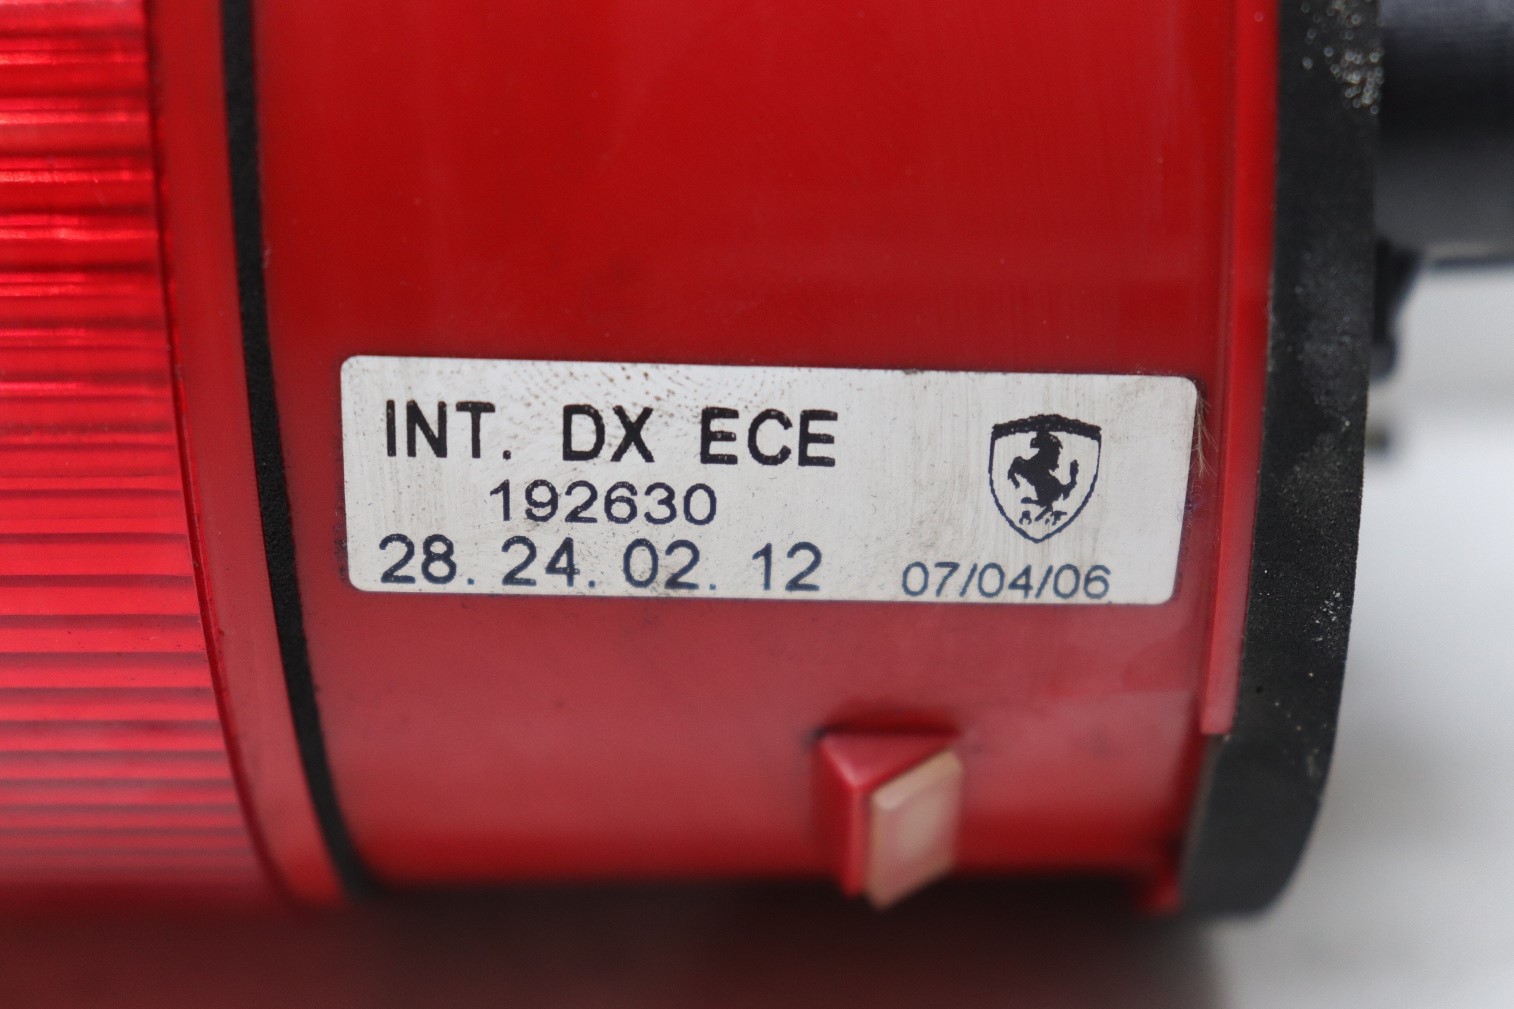 INT. DX ECE
192630
28. 24. 02. 12 07/04/06